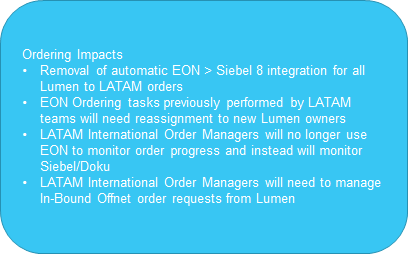 Ordering Impacts
• Removal of automatic EON > Siebel 8 integration for all
Lumen to LATAM orders
• EON Ordering tasks previously performed by LATAM
teams will need reassignment to new Lumen owners
• LATAM International Order Managers will no longer use
EON to monitor order progress and instead will monitor
Siebel/Doku
• LATAM International Order Managers will need to manage
In-Bound Offnet order requests from Lumen